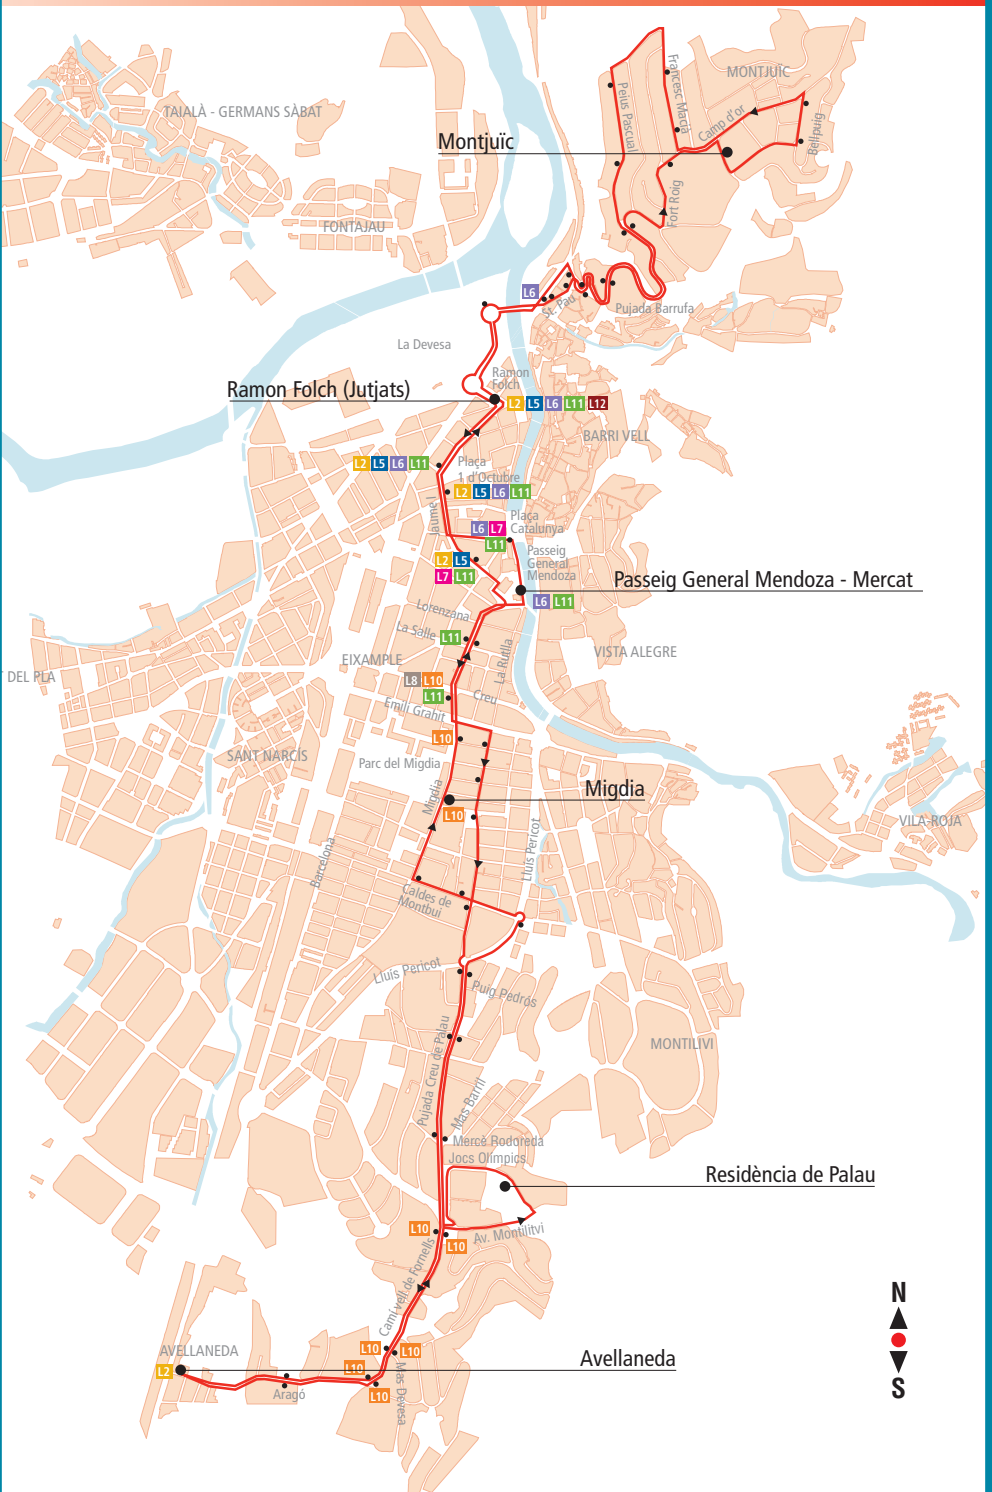 MONTJUÏC
Francesc Macià
Peius Pascual
TAIALÀ - GERMANS SÀBAT
Camp d'or
Bellpuig
Montjuïc
Fort Roig
FONTAJAU
L6
St. Pau
Pujada Barrufa
La Devesa
Ramon
Folch
Ramon Folch (Jutjats)
L2 L5 L6 L11 L12
BARRI VELL
L2 L5 L6 L11
Plaça
1 d'Octubre
L2 L5 L6 L11
Jaume I
Plaça
Catalunya
L6 L7
L11
Passeig
General
Mendoza
L2 L5
L7 L11
Passeig General Mendoza - Mercat
L6 L11
Lorenzana
La Salle
L11
La Rutlla
EIXAMPLE
VISTA ALEGRE
T DEL PLA
L8 L10
L11
Creu
Emili Grahit
L10
SANT NARCÍS
Parc del Migdia
Migdia
Migdia
L10
VILA-ROJA
Lluís Pericot
Barcelona
Caldes de
Montbui
Lluís Pericot
Puig Pedrós
Pujada Creu de Palau
MONTILIVI
Mas Barril
Mercè Rodoreda
Jocs Olímpics
Residència de Palau
L10
L10
Av. Montilitvi
Camí vell de Fornells
N
S
AVELLANEDA
L10
L10
Avellaneda
L2
L10
L10
Aragó
Mas Devesa